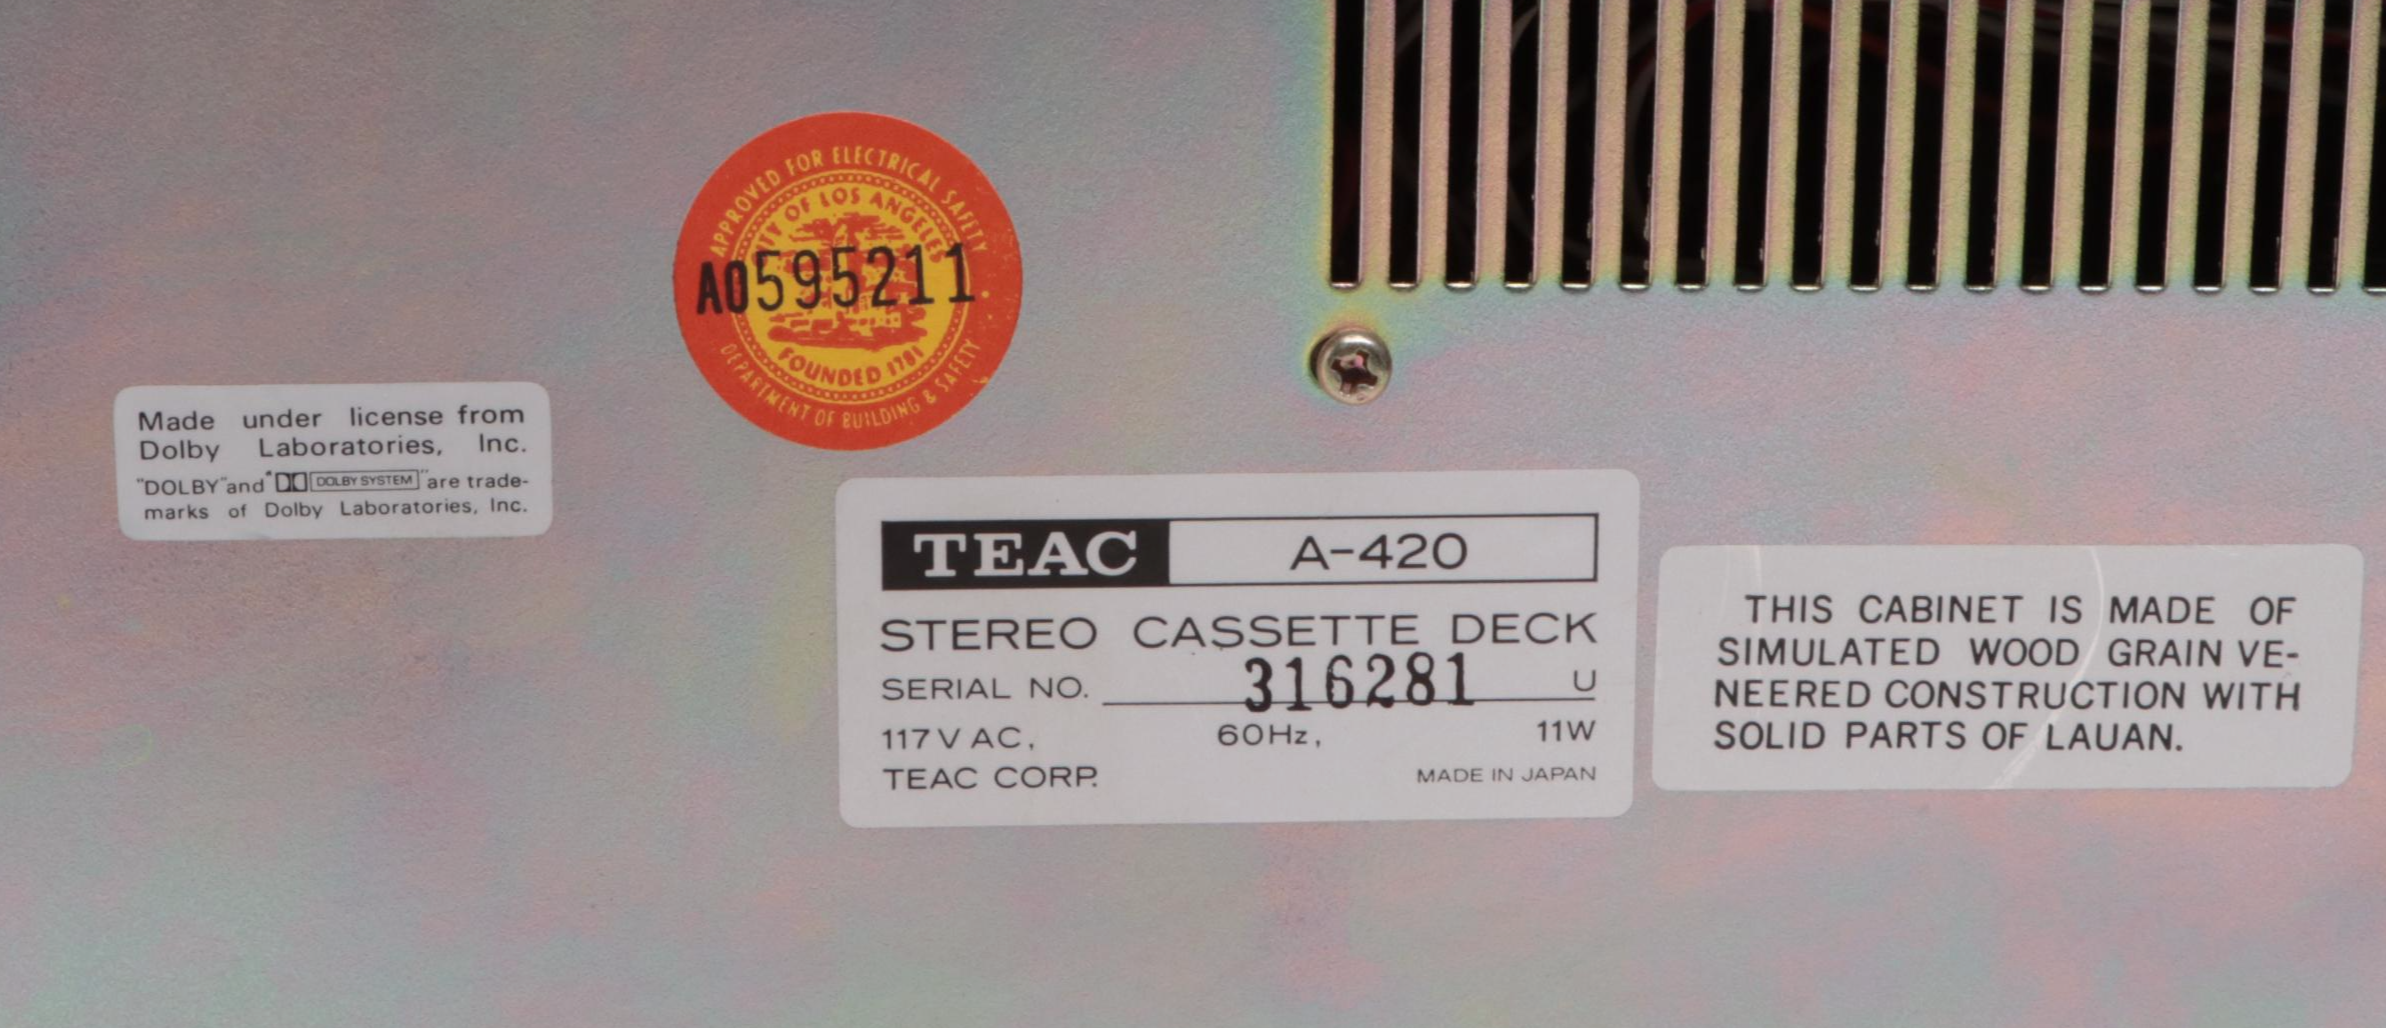 APPROVED FOR ELECTRICAL SAFETY
CITY OF LOS ANGELES
A0595211
FOUNDED 1781
DEPARTMENT OF BUILDING & SAFETY
Made under license from
Dolby Laboratories, Inc.
"DOLBY" and "DOLBY SYSTEM" are trade-
marks of Dolby Laboratories, Inc.
TEAC A-420
STEREO CASSETTE DECK
SERIAL NO. 316281 U
117V AC, 60Hz, 11W
TEAC CORP. MADE IN JAPAN
THIS CABINET IS MADE OF
SIMULATED WOOD GRAIN VE-
NEERED CONSTRUCTION WITH
SOLID PARTS OF LAUAN.